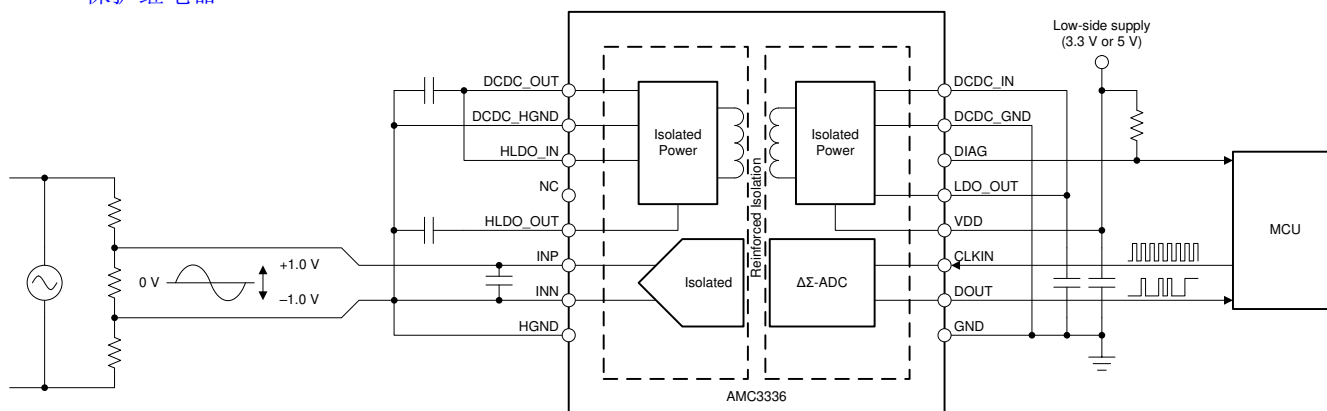 保护继电器
Low-side supply
(3.3 V or 5 V)
DCDC_OUT
DCDC_HGND
HLDO_IN
NC
HLDO_OUT
INP
INN
HGND
Isolated
Power
Reinforced Isolation
Isolated
Power
DCDC_IN
DCDC_GND
DIAG
LDO_OUT
VDD
CLKIN
DOUT
GND
MCU
0 V
+1.0 V
–1.0 V
Isolated
ΔΣ-ADC
AMC3336